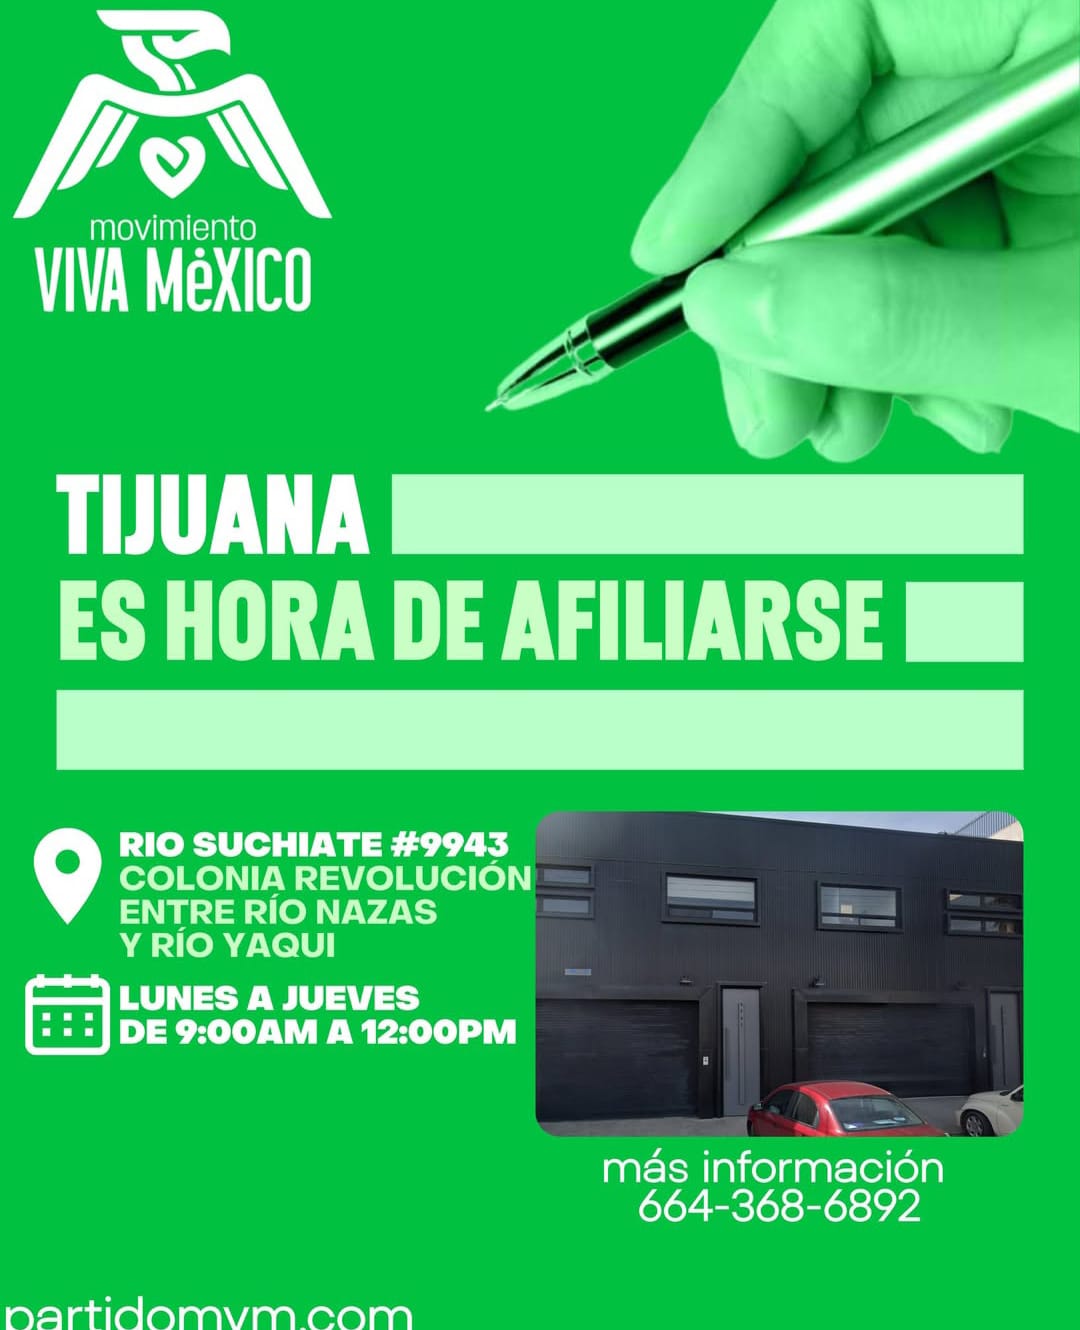 movimiento
VIVA MėXICO
TIJUANA
ES HORA DE AFILIARSE
RIO SUCHIATE #9943
COLONIA REVOLUCIÓN
ENTRE RÍO NAZAS
Y RÍO YAQUI
LUNES A JUEVES
DE 9:00AM A 12:00PM
más información
664-368-6892
partidomvm.com